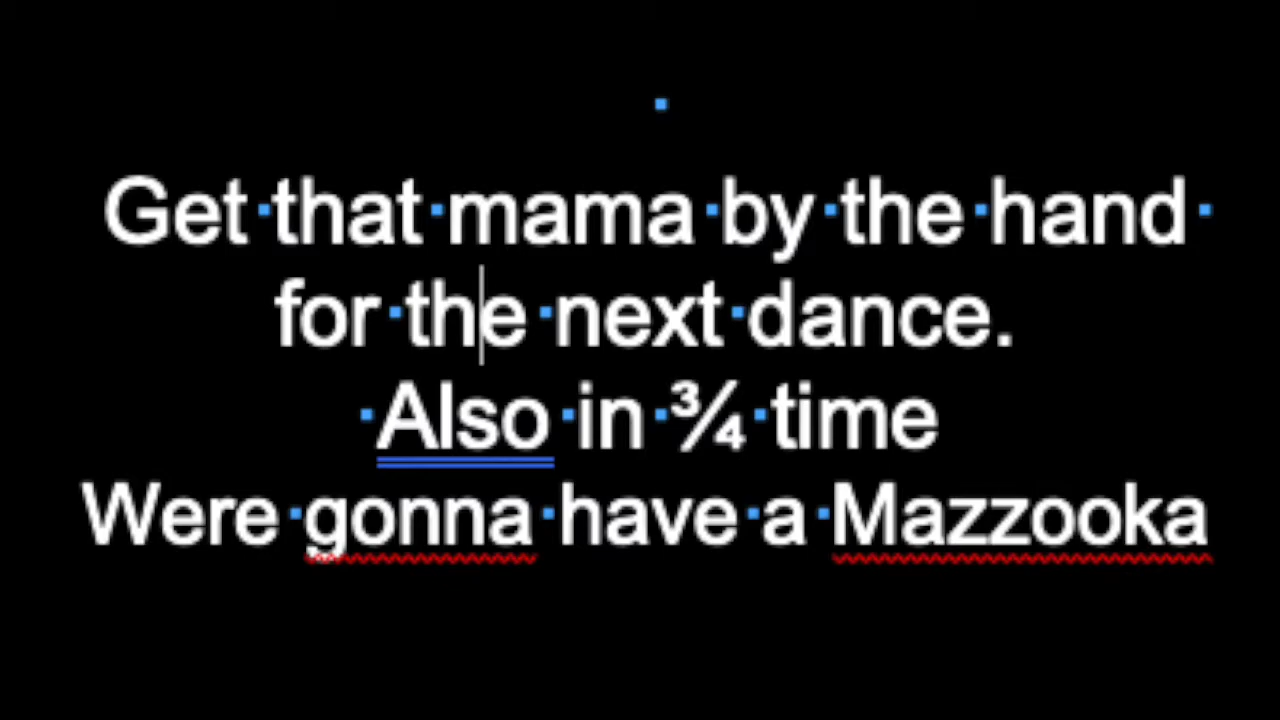 Get that mama by the hand
for the next dance.
Also in ¾ time
Were gonna have a Mazzooka